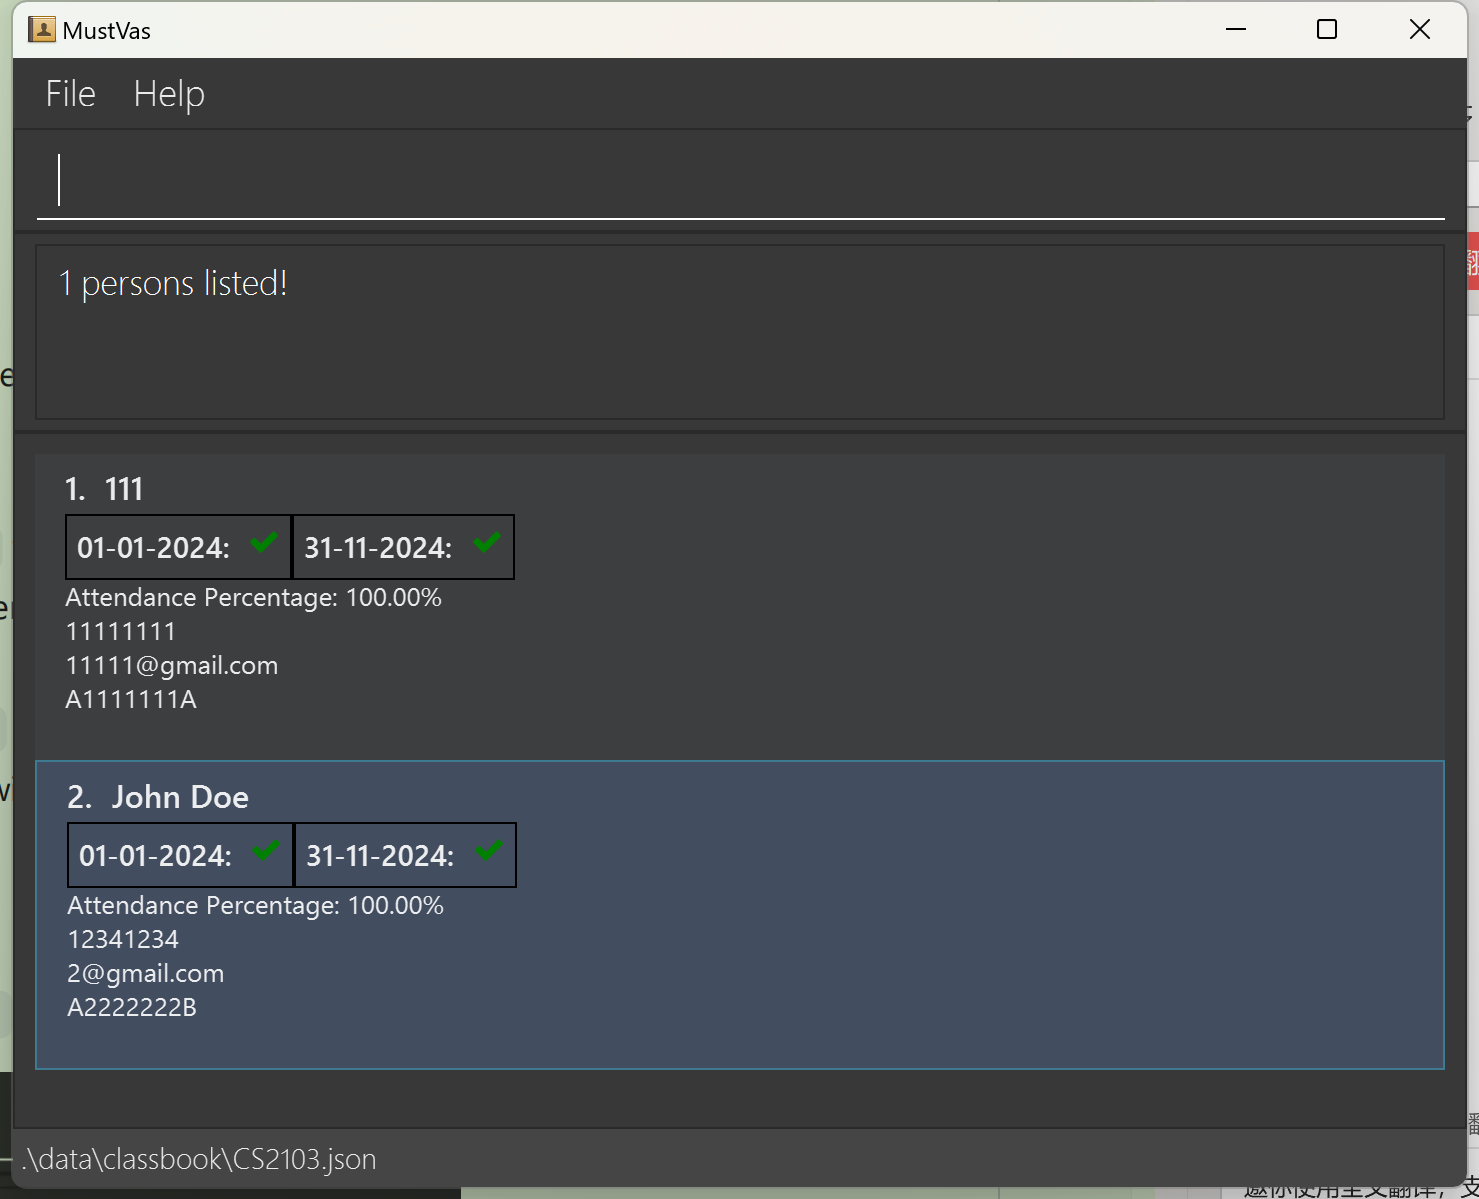 MustVas
File Help
1 persons listed!
1. 111
01-01-2024: 31-11-2024:
Attendance Percentage: 100.00%
11111111
11111@gmail.com
A1111111A
2. John Doe
01-01-2024: 31-11-2024:
Attendance Percentage: 100.00%
12341234
2@gmail.com
A2222222B
.\data\classbook\CS2103.json